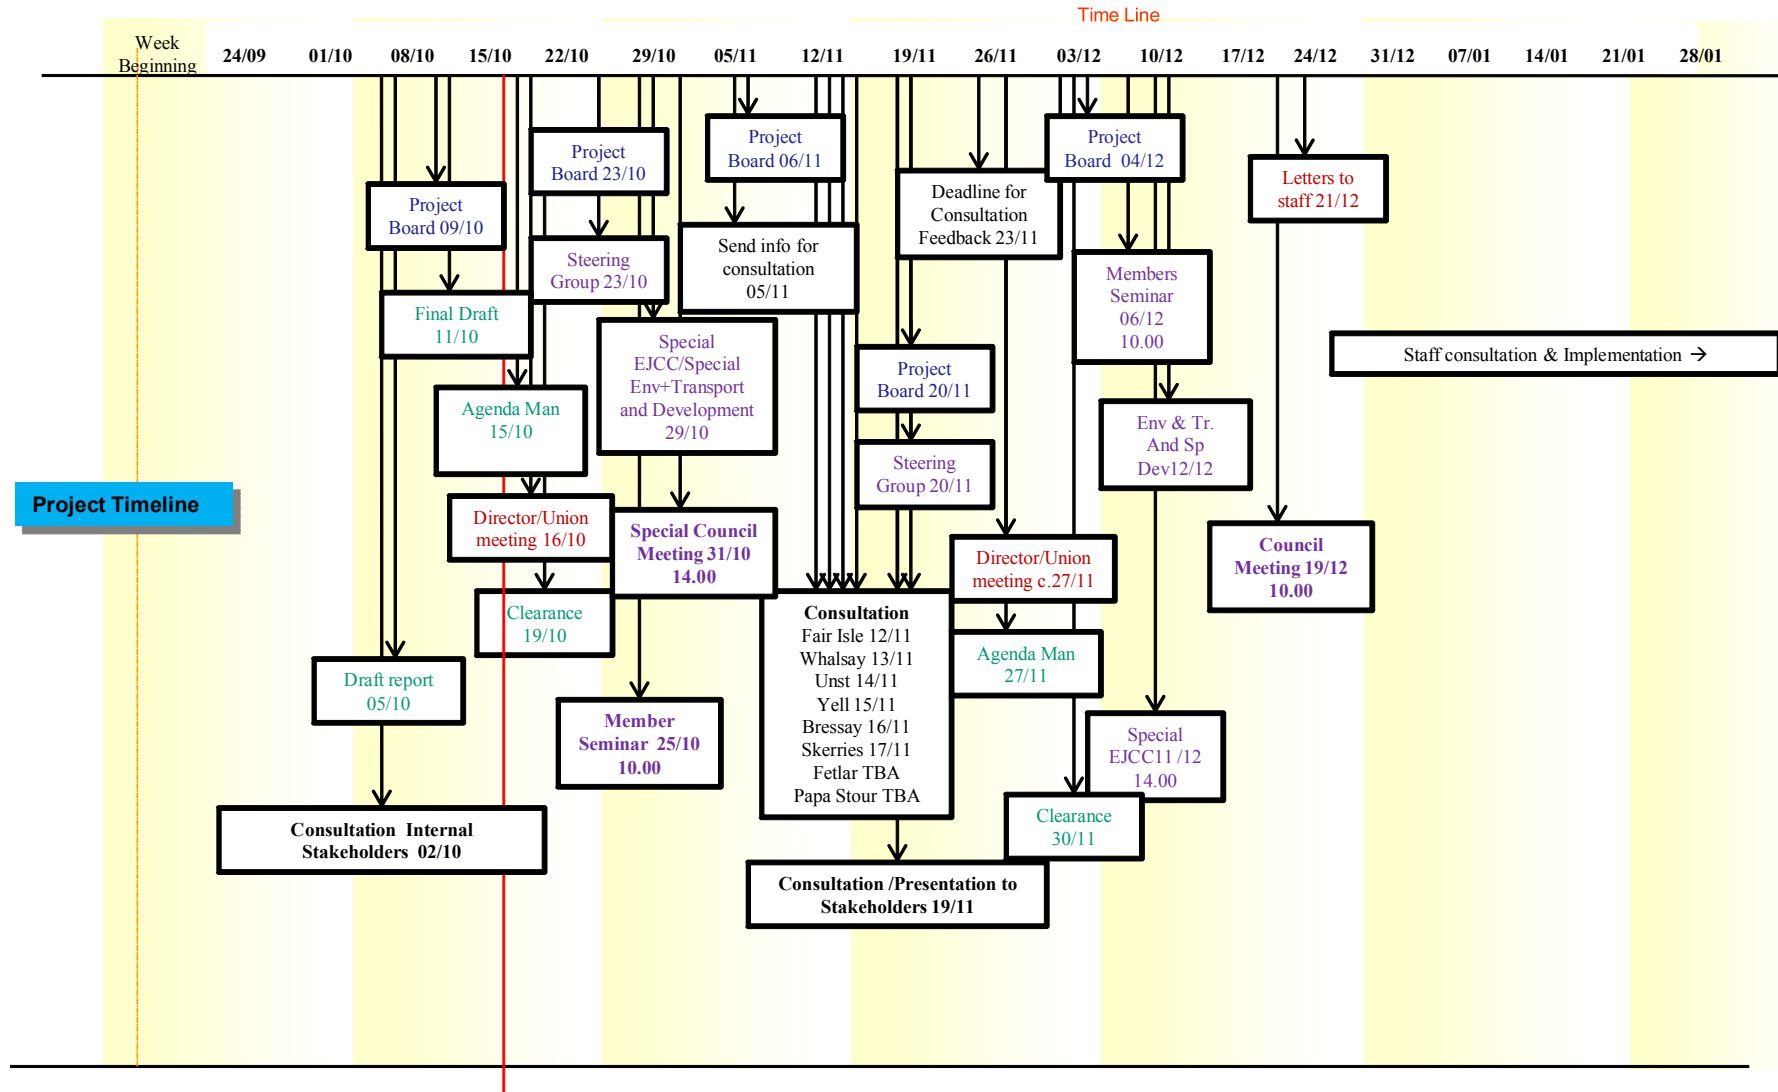 Time Line
Week
Beginning
24/09 01/10 08/10 15/10 22/10 29/10 05/11 12/11 19/11 26/11 03/12 10/12 17/12 24/12 31/12 07/01 14/01 21/01 28/01
Project
Board 09/10
Final Draft
11/10
Agenda Man
15/10
Director/Union
meeting 16/10
Clearance
19/10
Draft report
05/10
Consultation Internal
Stakeholders 02/10
Project
Board 23/10
Steering
Group 23/10
Special
EJCC/Special
Env+Transport
and Development
29/10
Special Council
Meeting 31/10
14.00
Member
Seminar 25/10
10.00
Project
Board 06/11
Send info for
consultation
05/11
Consultation
Fair Isle 12/11
Whalsay 13/11
Unst 14/11
Yell 15/11
Bressay 16/11
Skerries 17/11
Fetlar TBA
Papa Stour TBA
Consultation /Presentation to
Stakeholders 19/11
Deadline for
Consultation
Feedback 23/11
Project
Board 20/11
Steering
Group 20/11
Director/Union
meeting c.27/11
Agenda Man
27/11
Clearance
30/11
Project
Board 04/12
Members
Seminar
06/12
10.00
Env & Tr.
And Sp
Dev12/12
Special
EJCC11 /12
14.00
Letters to
staff 21/12
Council
Meeting 19/12
10.00
Staff consultation & Implementation →
Project Timeline